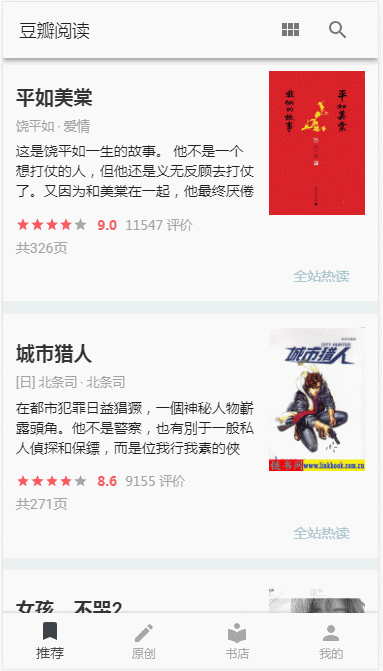 豆瓣阅读
平如美棠
饶平如 · 爱情
这是饶平如一生的故事。 他不是一个
想打仗的人，但他还是义无反顾去打仗
了。又因为和美棠在一起，他最终厌倦
9.0 11547 评价
共326页
我俩的故事
平如美棠
全站热读
城市猎人
[日] 北条司 · 北条司
在都市犯罪日益猖獗，一個神秘人物嶄
露頭角。他不是警察，也有別于一般私
人偵探和保鏢，而是位我行我素的俠
8.6 9155 评价
共271页
CITY HUNTER
城市猎人
读书网www.linkbook.com.cn
全站热读
女孩，不哭2
推荐
原创
书店
我的